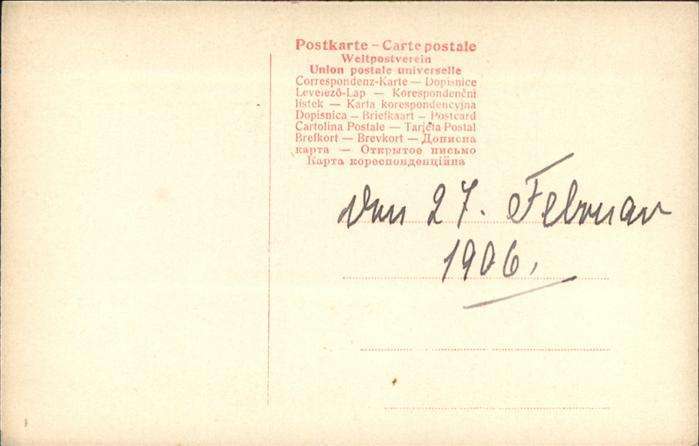 Postkarte – Carte postale
Weltpostverein
Union postale universelle
Correspondenz-Karte — Dopisnice
Levelező-Lap — Korespondenční
lístek — Karta korespondencyjna
Dopisnica — Briefkaart — Postcard
Cartolina Postale — Tarjeta Postal
Brefkort — Brevkort — Дописна
карта — Открытое письмо
Карта кореспонденційна
Den 27. Februar
1906.